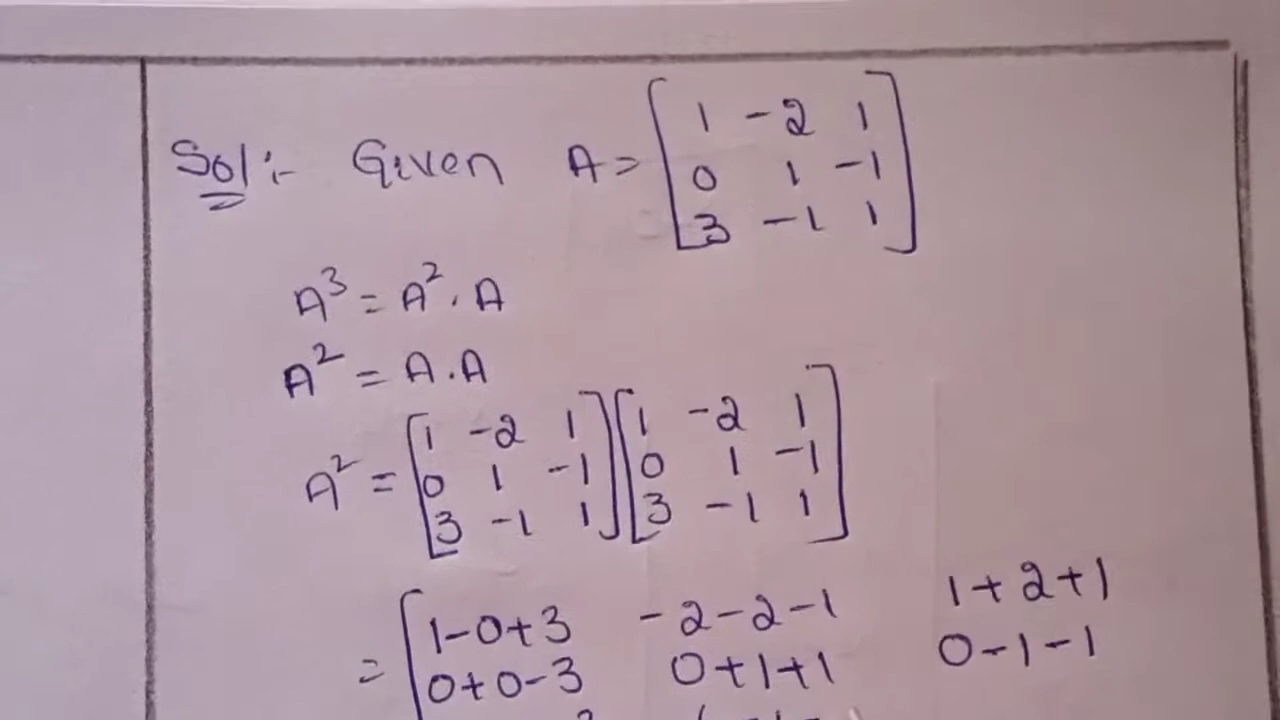 Sol:- Given A = [1 -2 1
0 1 -1
3 -1 1]
A³ = A² . A
A² = A . A
A² = [1 -2 1
0 1 -1
3 -1 1] [1 -2 1
0 1 -1
3 -1 1]
= [1-0+3 -2-2-1 1+2+1
0+0-3 0+1+1 0-1-1